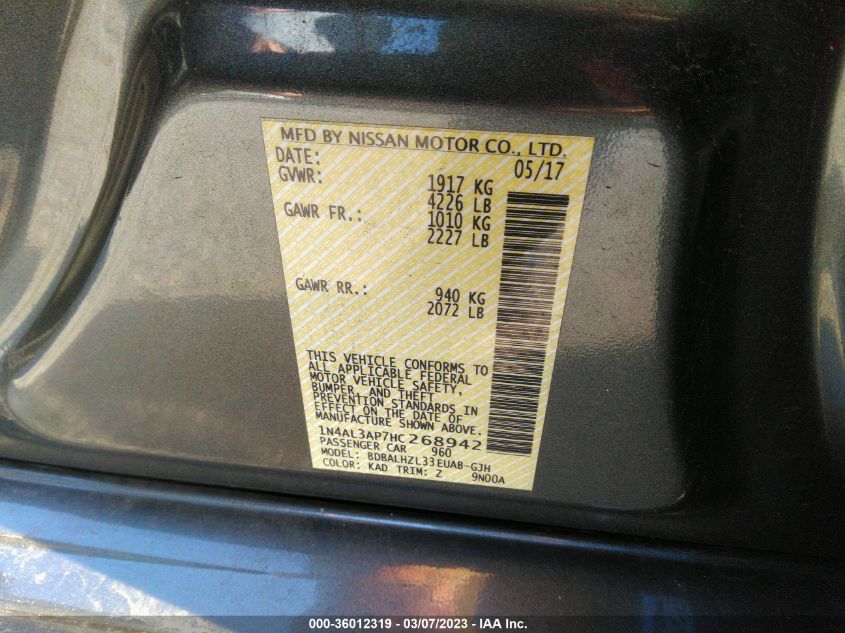 MFD BY NISSAN MOTOR CO., LTD.
DATE: 05/17
GVWR: 1917 KG
4226 LB
GAWR FR.: 1010 KG
2227 LB
GAWR RR.: 940 KG
2072 LB
THIS VEHICLE CONFORMS TO
ALL APPLICABLE FEDERAL
MOTOR VEHICLE SAFETY,
BUMPER, AND THEFT
PREVENTION STANDARDS IN
EFFECT ON THE DATE OF
MANUFACTURE SHOWN ABOVE.
1N4AL3AP7HC268942
PASSENGER CAR 960
MODEL: BDBALHZL33EUAB-GJH
COLOR: KAD TRIM: Z 9N00A
000-36012319 - 03/07/2023 - IAA Inc.